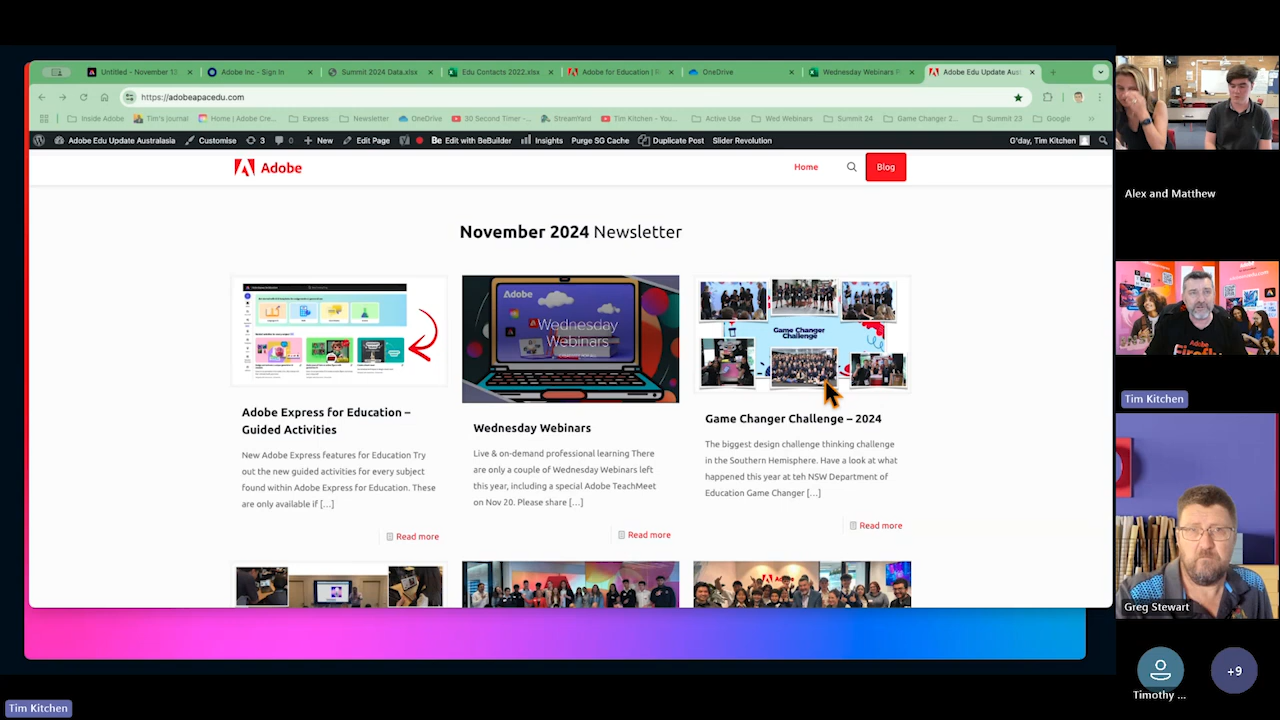 Untitled - November 13
Adobe Inc - Sign In
Summit 2024 Data.xlsx
Edu Contacts 2022.xlsx
Adobe for Education | R
OneDrive
Wednesday Webinars P
Adobe Edu Update Aust
https://adobeapacedu.com
Inside Adobe
Tim's Journal
Home | Adobe Cre...
Express
Newsletter
OneDrive
30 Second Timer -...
StreamYard
Tim Kitchen - You...
Active Use
Wed Webinars
Summit 24
Game Changer 2...
Summit 23
Google
Adobe Edu Update Australasia
Customise
3
0
New
Edit Page
Be Edit with BeBuilder
Insights
Purge SG Cache
Duplicate Post
Slider Revolution
G'day, Tim Kitchen
Adobe
Home
Blog
November 2024 Newsletter
Adobe
Wednesday
Webinars
Game Changer
Challenge
Adobe Express for Education –
Guided Activities
New Adobe Express features for Education Try
out the new guided activities for every subject
found within Adobe Express for Education. These
are only available if [...]
Read more
Wednesday Webinars
Live & on-demand professional learning There
are only a couple of Wednesday Webinars left
this year, including a special Adobe TeachMeet
on Nov 20. Please share [...]
Read more
Game Changer Challenge – 2024
The biggest design challenge thinking challenge
in the Southern Hemisphere. Have a look at what
happened this year at teh NSW Department of
Education Game Changer [...]
Read more
Alex and Matthew
Adobe
Firefly
Tim Kitchen
Greg Stewart
Timothy ...
+9
Tim Kitchen